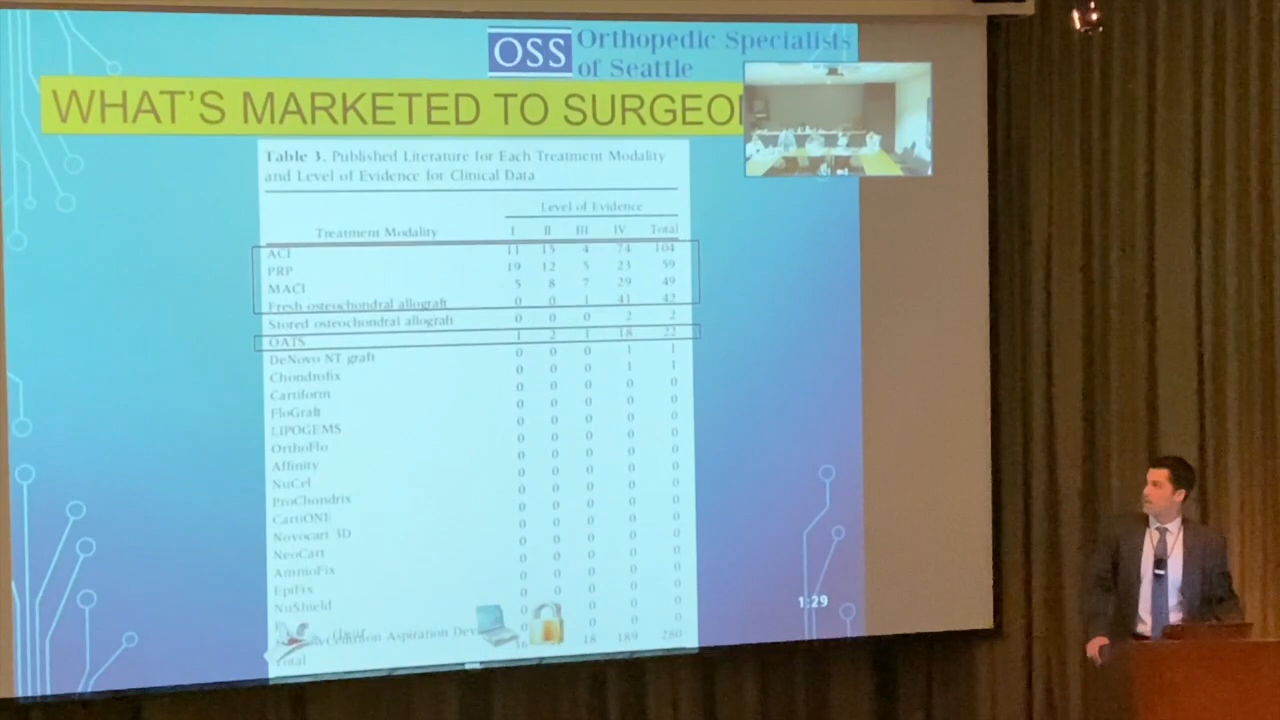 OSS Orthopedic Specialists
of Seattle
WHAT'S MARKETED TO SURGEO
Table 3. Published Literature for Each Treatment Modality
and Level of Evidence for Clinical Data
Level of Evidence
Treatment Modality I II III IV Total
ACI 11 15 4 74 104
PRP 19 12 5 23 59
MACI 5 8 7 29 49
Fresh osteochondral allograft 0 0 1 41 42
Stored osteochondral allograft 0 0 0 2 2
OATS 1 2 1 18 22
DeNovo NT graft 0 0 0 1 1
Chondrofix 0 0 0 1 1
Cartiform 0 0 0 0 0
FloGraft 0 0 0 0 0
LIPOGEMS 0 0 0 0 0
OrthoFlo 0 0 0 0 0
Affinity 0 0 0 0 0
NuCel 0 0 0 0 0
ProChondrix 0 0 0 0 0
CartiONE 0 0 0 0 0
Novocart 3D 0 0 0 0 0
NeoCart 0 0 0 0 0
AmnioFix 0 0 0 0 0
EpiFix 0 0 0 0 0
NuShield 0 0 0 0
0 0 0 0
Aspiration Dev
Total 18 189 280
1:29